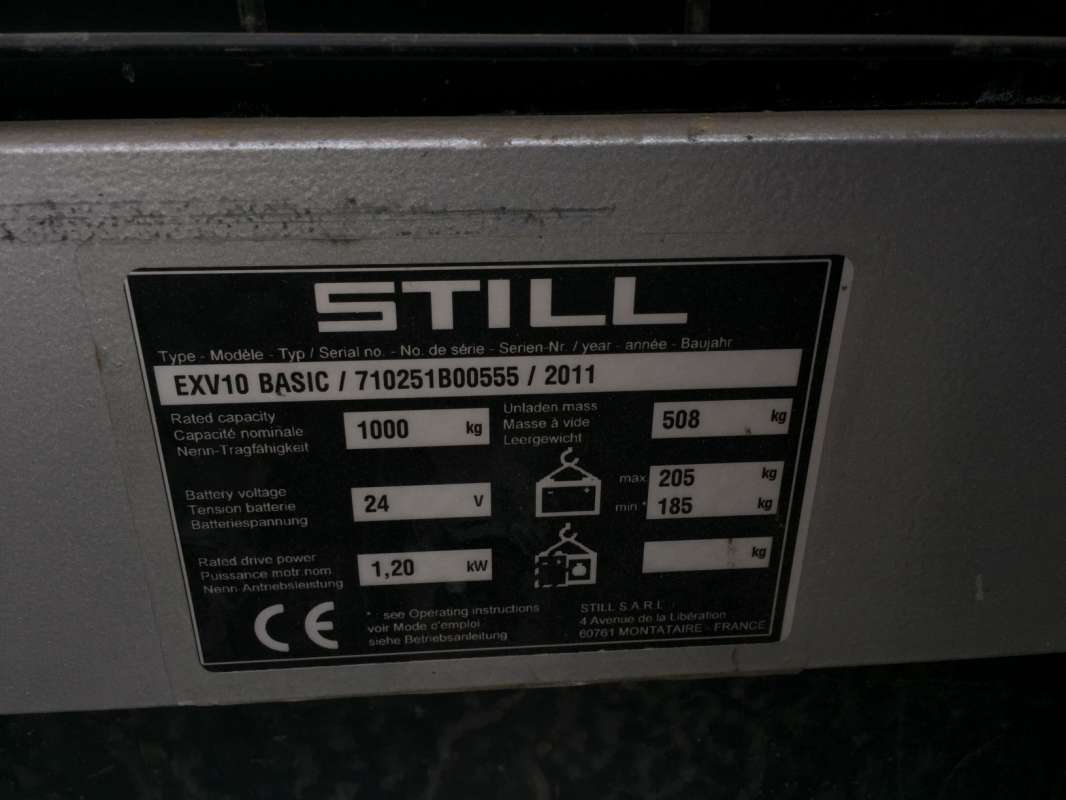 STILL
Type - Modèle - Typ / Serial no. - No. de série - Serien-Nr. / year - année - Baujahr
EXV10 BASIC / 710251B00555 / 2011
Rated capacity
Capacité nominale
Nenn-Tragfähigkeit
1000 kg
Unladen mass
Masse à vide
Leergewicht
508 kg
Battery voltage
Tension batterie
Batteriespannung
24 V
max 205 kg
min * 185 kg
Rated drive power
Puissance motr.nom.
Nenn Antriebsleistung
1,20 kW
kg
CE
* : see Operating instructions
voir Mode d'emploi
siehe Betriebsanleitung
STILL S.A.R.L
4 Avenue de la Libération
60761 MONTATAIRE - FRANCE